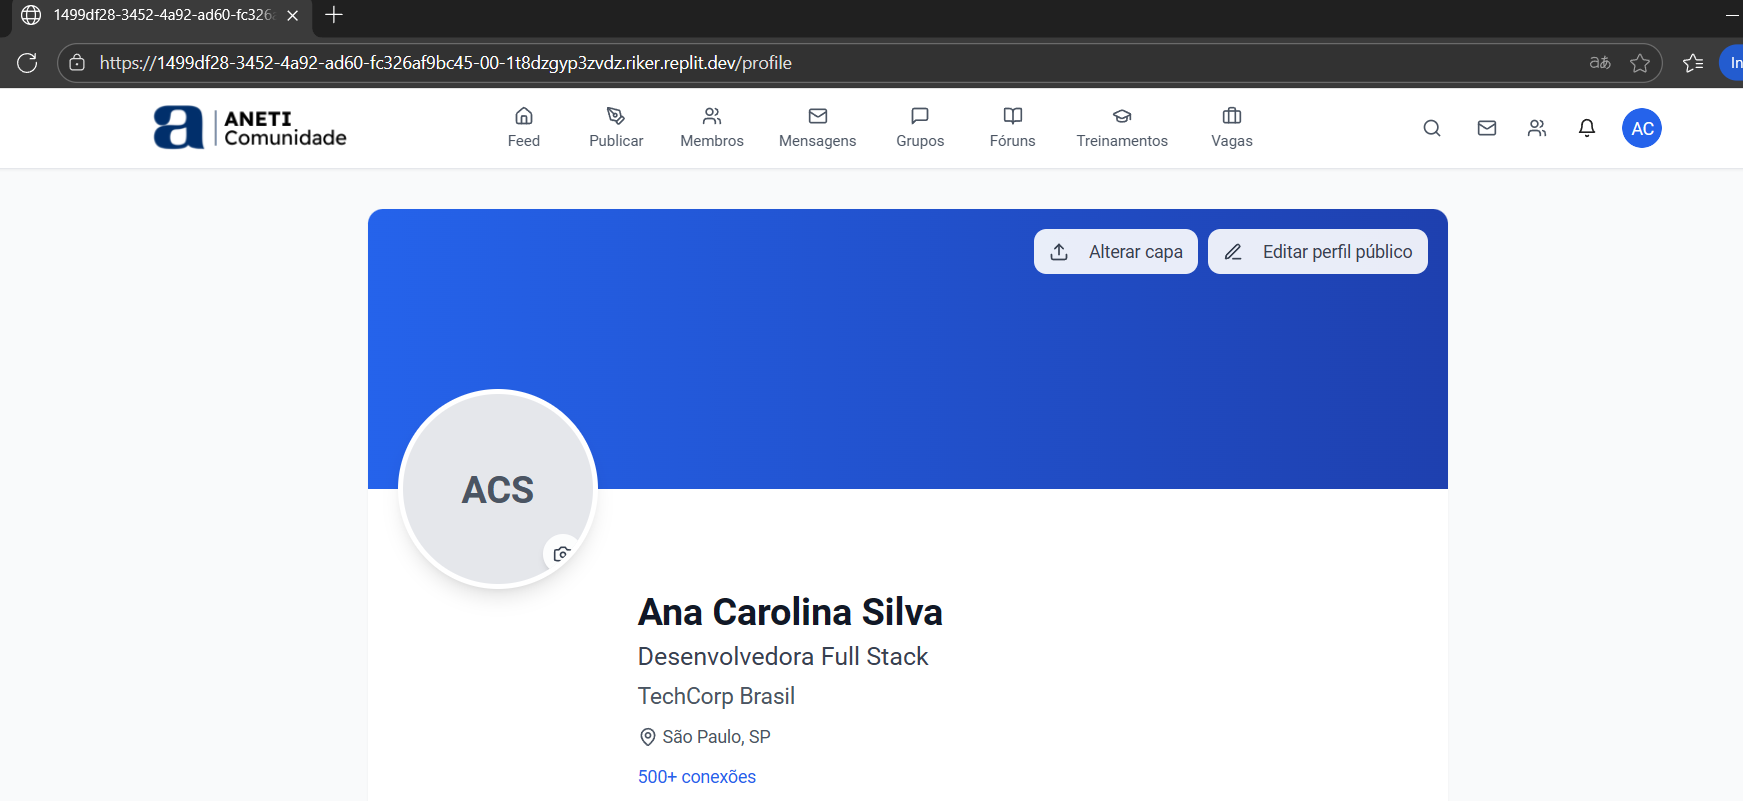 1499df28-3452-4a92-ad60-fc326
https://1499df28-3452-4a92-ad60-fc326af9bc45-00-1t8dzgyp3zvdz.riker.replit.dev/profile
aあ
In
a
ANETI
Comunidade
Feed
Publicar
Membros
Mensagens
Grupos
Fóruns
Treinamentos
Vagas
AC
Alterar capa
Editar perfil público
ACS
Ana Carolina Silva
Desenvolvedora Full Stack
TechCorp Brasil
São Paulo, SP
500+ conexões